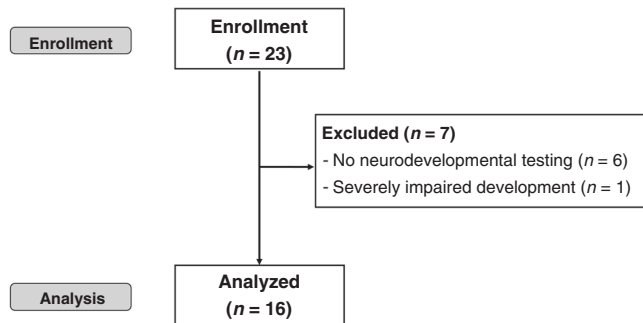 Enrollment
Enrollment
(n = 23)
Excluded (n = 7)
- No neurodevelopmental testing (n = 6)
- Severely impaired development (n = 1)
Analysis
Analyzed
(n = 16)